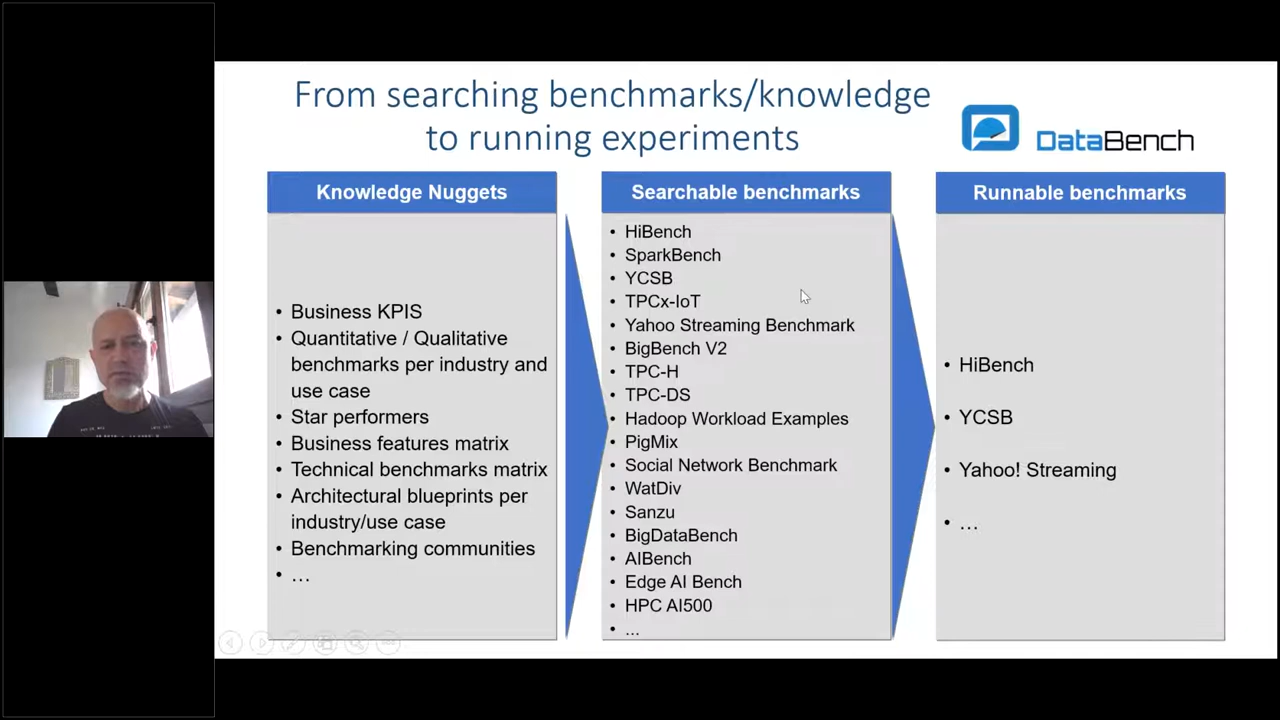 From searching benchmarks/knowledge
to running experiments
DataBench
Knowledge Nuggets
• Business KPIS
• Quantitative / Qualitative
benchmarks per industry and
use case
• Star performers
• Business features matrix
• Technical benchmarks matrix
• Architectural blueprints per
industry/use case
• Benchmarking communities
• ...
Searchable benchmarks
• HiBench
• SparkBench
• YCSB
• TPCx-IoT
• Yahoo Streaming Benchmark
• BigBench V2
• TPC-H
• TPC-DS
• Hadoop Workload Examples
• PigMix
• Social Network Benchmark
• WatDiv
• Sanzu
• BigDataBench
• AIBench
• Edge AI Bench
• HPC AI500
• ...
Runnable benchmarks
• HiBench
• YCSB
• Yahoo! Streaming
• ...